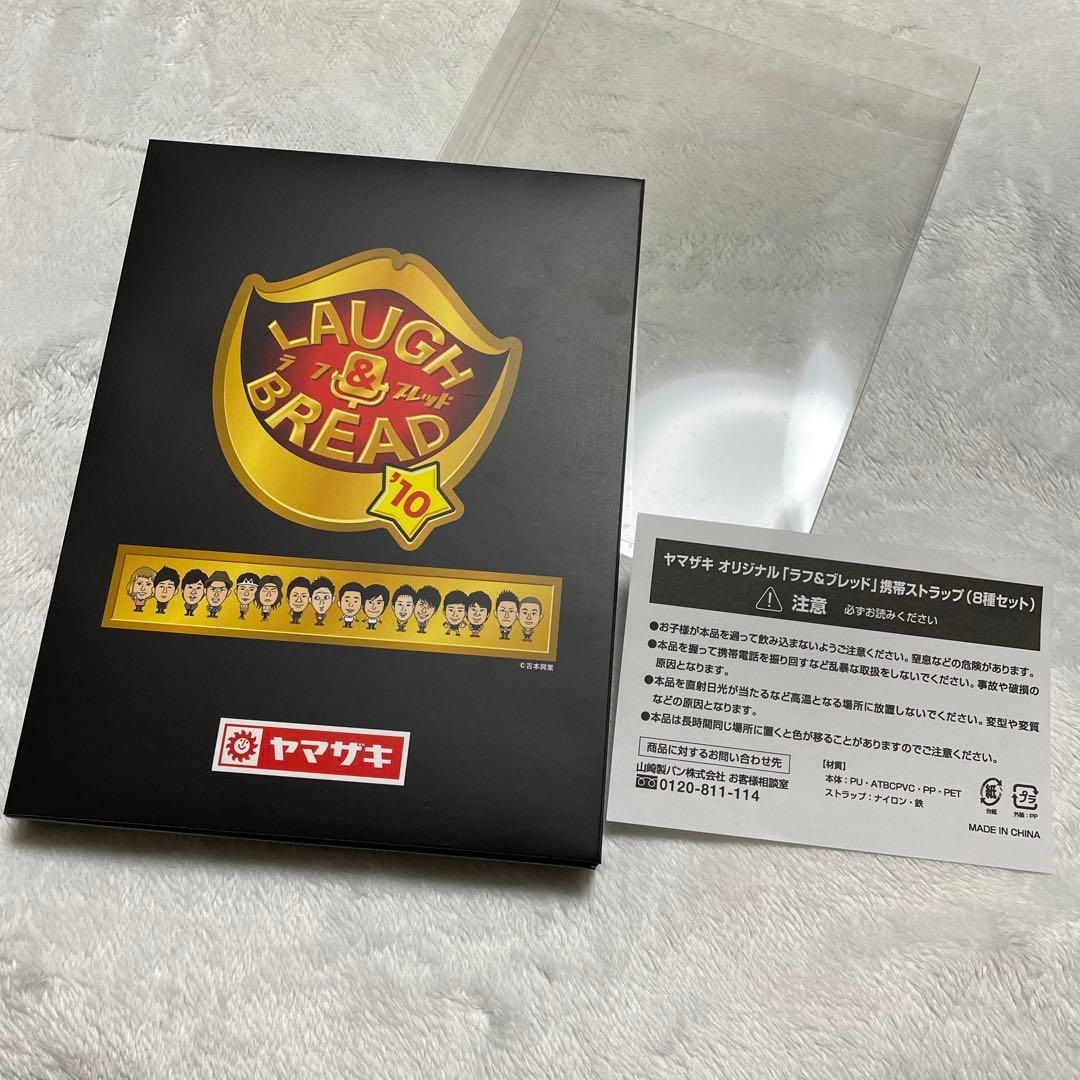 LAUGH
ラフ & ブレッド
BREAD
'10
©吉本興業
ヤマザキ
ヤマザキ オリジナル「ラフ&ブレッド」携帯ストラップ(8種セット)
注意 必ずお読みください
●お子様が本品を誤って飲み込まないようご注意ください。窒息などの危険があります。
●本品を握って携帯電話を振り回すなど乱暴な取扱をしないでください。事故や破損の
原因となります。
●本品を直射日光が当たるなど高温となる場所に放置しないでください。変型や変質
などの原因となります。
●本品は長時間同じ場所に置くと色が移ることがありますのでご注意ください。
商品に対するお問い合わせ先
山崎製パン株式会社 お客様相談室
0120-811-114
【材質】
本体:PU・ATBCPVC・PP・PET
ストラップ:ナイロン・鉄
紙
台紙
プラ
外装:PP
MADE IN CHINA